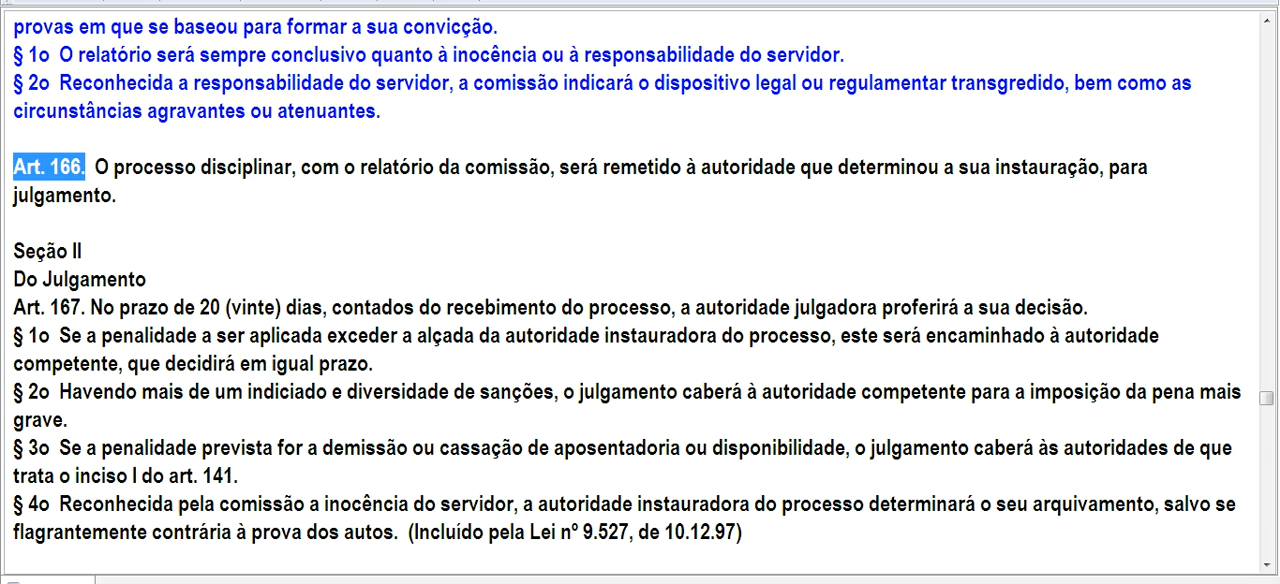 provas em que se baseou para formar a sua convicção.
§ 1o  O relatório será sempre conclusivo quanto à inocência ou à responsabilidade do servidor.
§ 2o  Reconhecida a responsabilidade do servidor, a comissão indicará o dispositivo legal ou regulamentar transgredido, bem como as
circunstâncias agravantes ou atenuantes.
Art. 166.  O processo disciplinar, com o relatório da comissão, será remetido à autoridade que determinou a sua instauração, para
julgamento.
Seção II
Do Julgamento
Art. 167. No prazo de 20 (vinte) dias, contados do recebimento do processo, a autoridade julgadora proferirá a sua decisão.
§ 1o  Se a penalidade a ser aplicada exceder a alçada da autoridade instauradora do processo, este será encaminhado à autoridade
competente, que decidirá em igual prazo.
§ 2o  Havendo mais de um indiciado e diversidade de sanções, o julgamento caberá à autoridade competente para a imposição da pena mais
grave.
§ 3o  Se a penalidade prevista for a demissão ou cassação de aposentadoria ou disponibilidade, o julgamento caberá às autoridades de que
trata o inciso I do art. 141.
§ 4o  Reconhecida pela comissão a inocência do servidor, a autoridade instauradora do processo determinará o seu arquivamento, salvo se
flagrantemente contrária à prova dos autos.  (Incluído pela Lei nº 9.527, de 10.12.97)